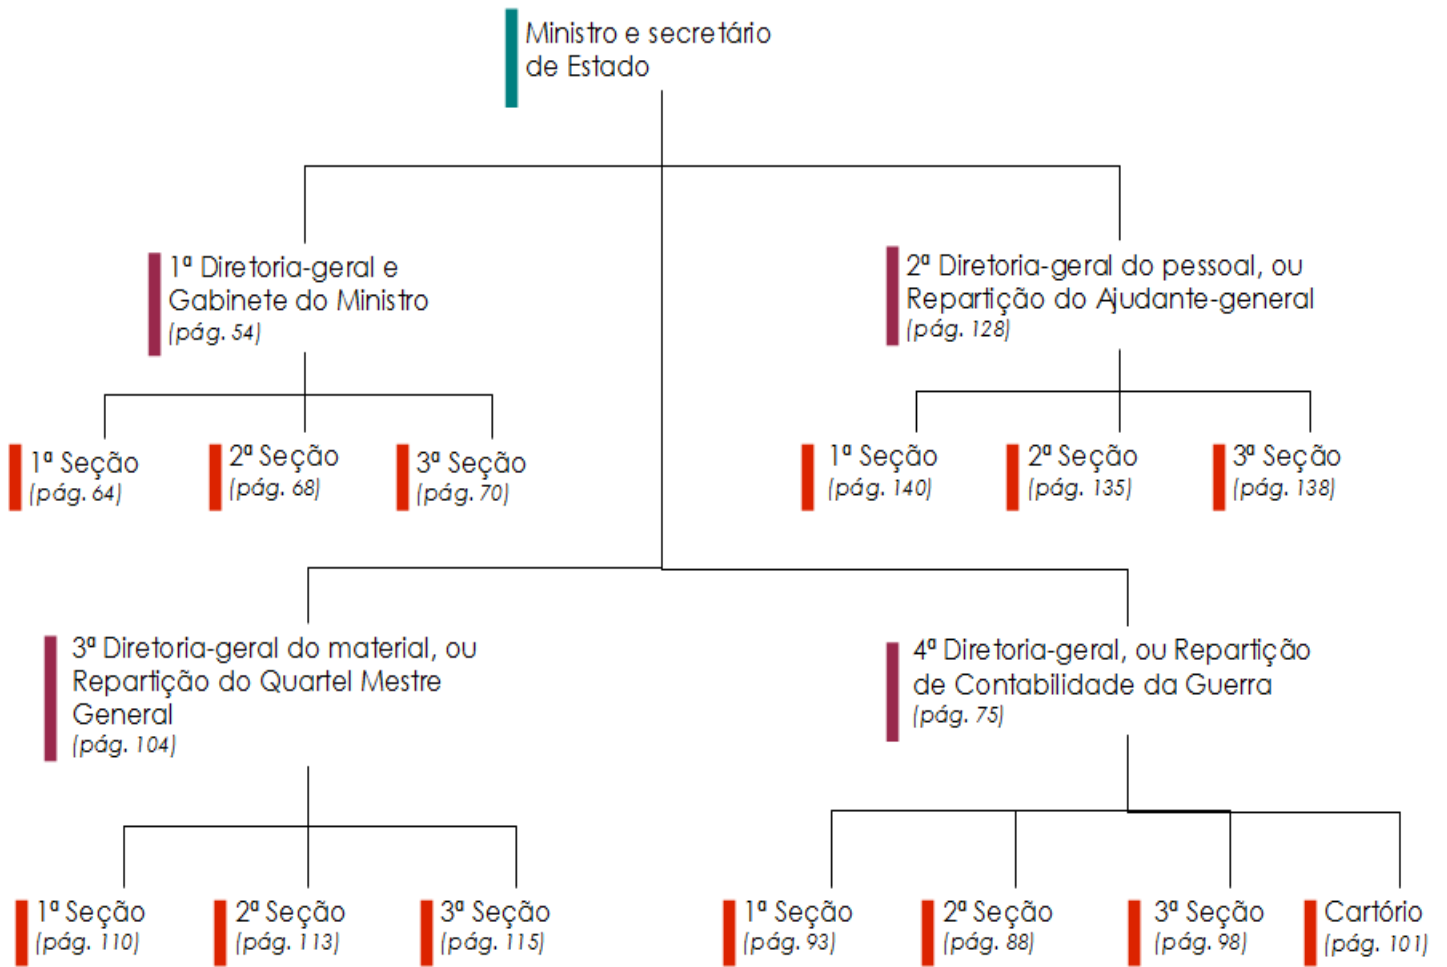 Ministro e secretário
de Estado
1ª Diretoria-geral e
Gabinete do Ministro
(pág. 54)
2ª Diretoria-geral do pessoal, ou
Repartição do Ajudante-general
(pág. 128)
1ª Seção
(pág. 64)
2ª Seção
(pág. 68)
3ª Seção
(pág. 70)
1ª Seção
(pág. 140)
2ª Seção
(pág. 135)
3ª Seção
(pág. 138)
3ª Diretoria-geral do material, ou
Repartição do Quartel Mestre
General
(pág. 104)
4ª Diretoria-geral, ou Repartição
de Contabilidade da Guerra
(pág. 75)
1ª Seção
(pág. 110)
2ª Seção
(pág. 113)
3ª Seção
(pág. 115)
1ª Seção
(pág. 93)
2ª Seção
(pág. 88)
3ª Seção
(pág. 98)
Cartório
(pág. 101)